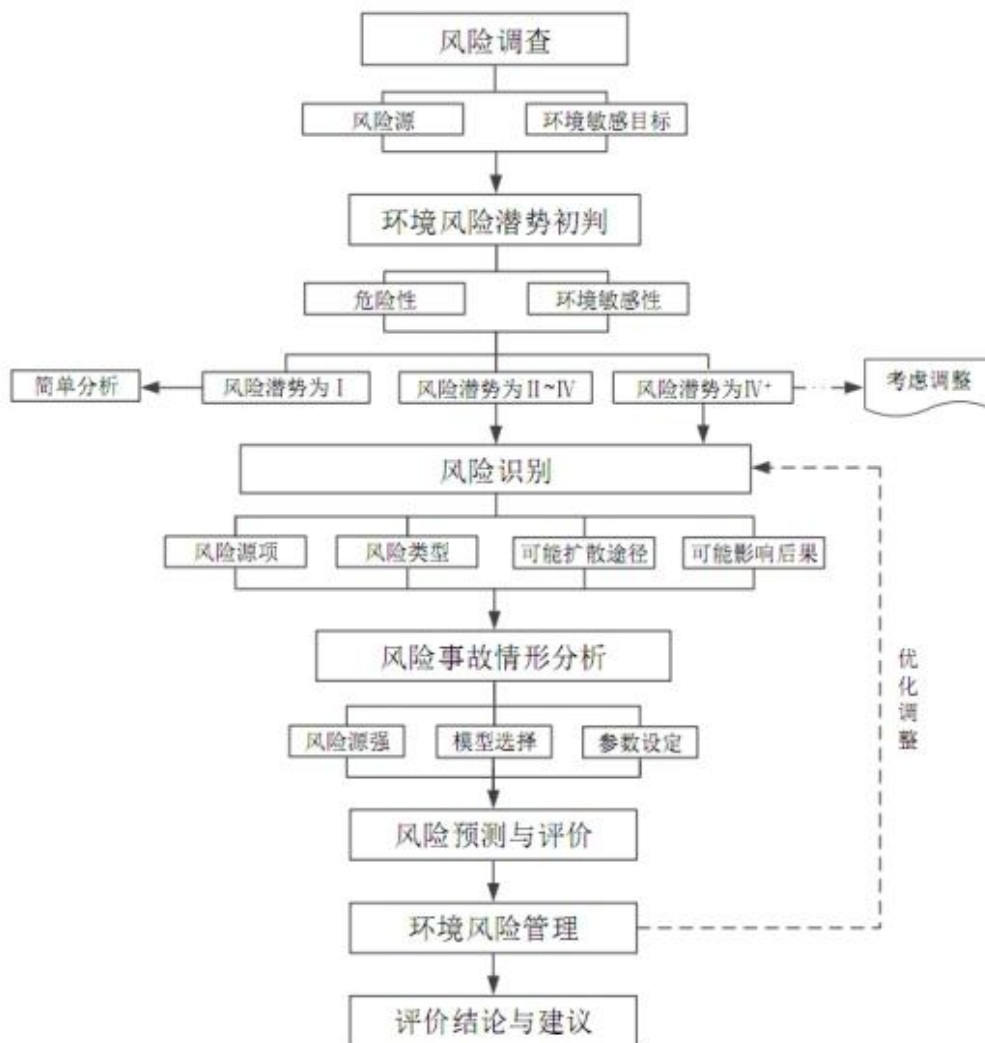 风险调查
风险源
环境敏感目标
环境风险潜势初判
危险性
环境敏感性
简单分析
风险潜势为Ⅰ
风险潜势为II~IV
风险潜势为IV⁺
考虑调整
风险识别
风险源项
风险类型
可能扩散途径
可能影响后果
风险事故情形分析
优化调整
风险源强
模型选择
参数设定
风险预测与评价
环境风险管理
评价结论与建议